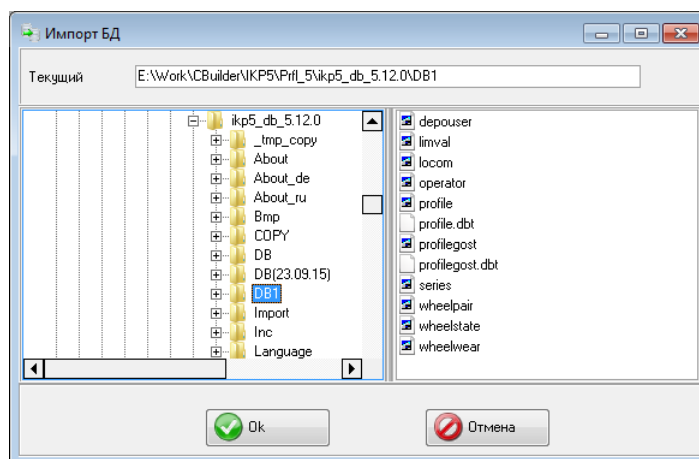 Импорт БД
Текущий
E:\Work\CBuilder\IKP5\Prfl_5\ikp5_db_5.12.0\DB1
ikp5_db_5.12.0
_tmp_copy
About
About_de
About_ru
Bmp
COPY
DB
DB(23.09.15)
DB1
Import
Inc
Language
depouser
limval
locom
operator
profile
profile.dbt
profilegost
profilegost.dbt
series
wheelpair
wheelstate
wheelwear
Ok
Отмена